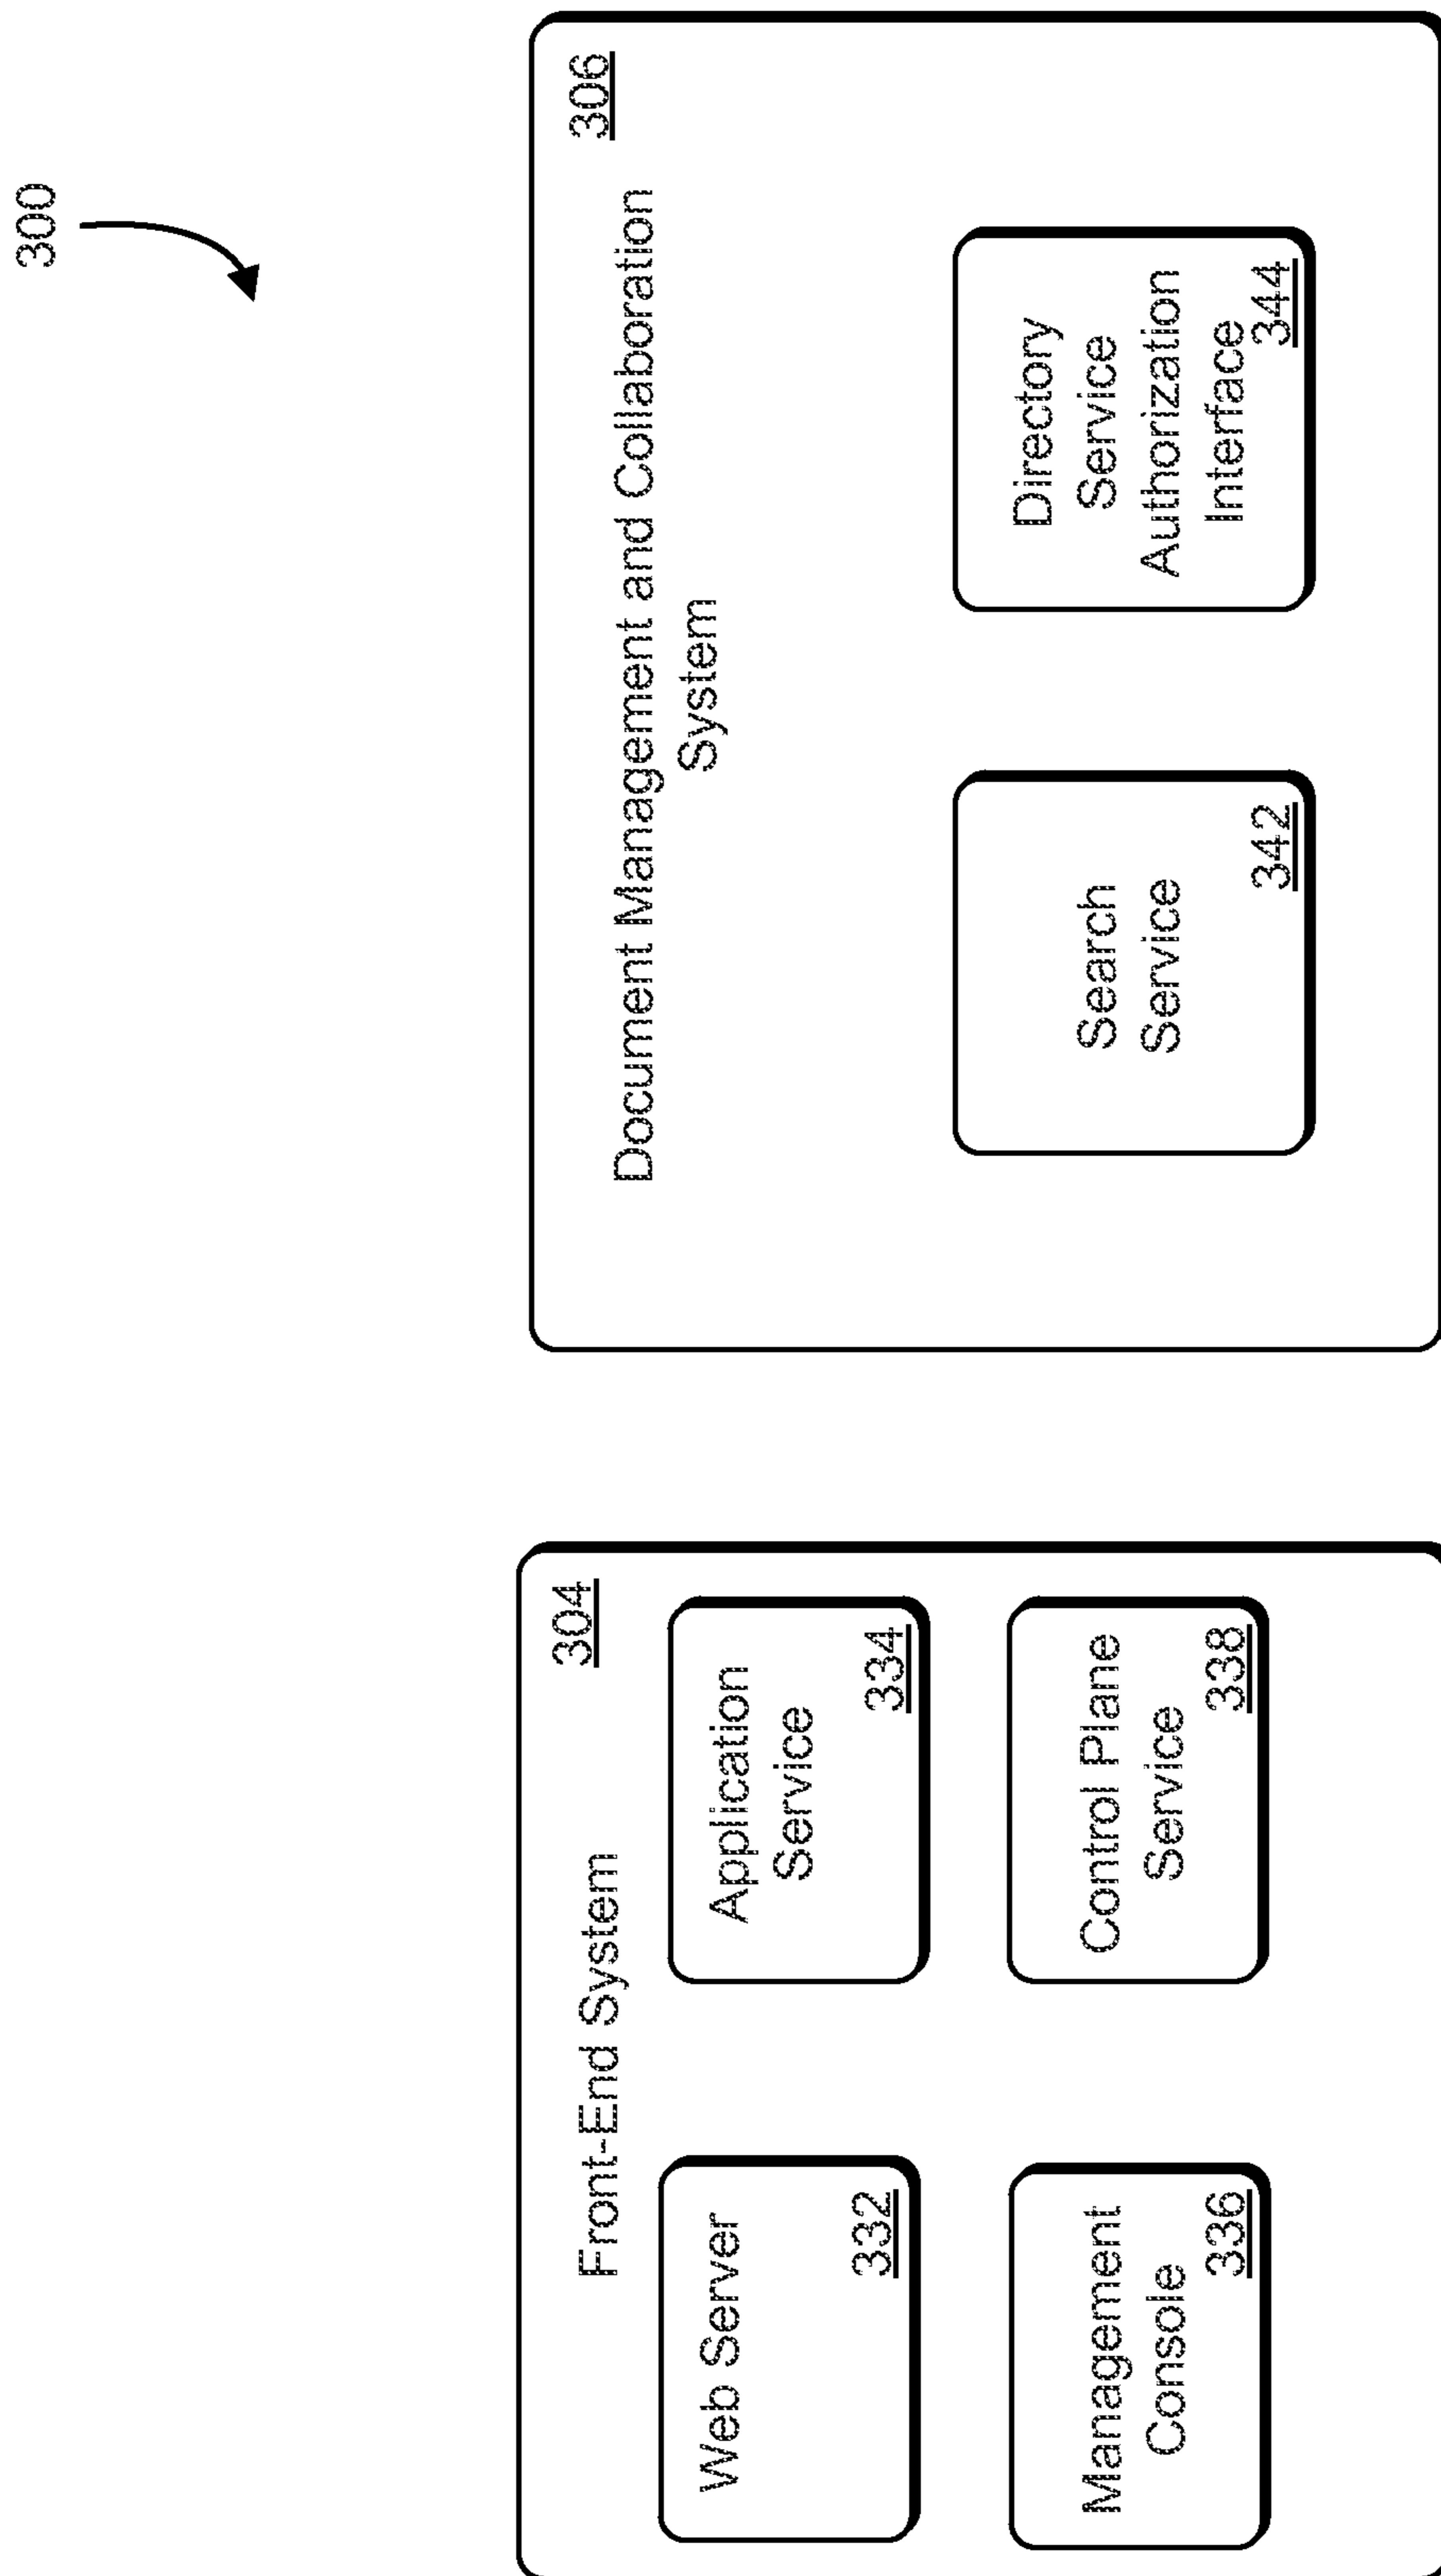 300
Front-End System
304
Web Server
332
Application
Service
334
Management
Console
336
Control Plane
Service
338
306
Document Management and Collaboration
System
Search
Service
342
Directory
Service
Authorization
Interface
344